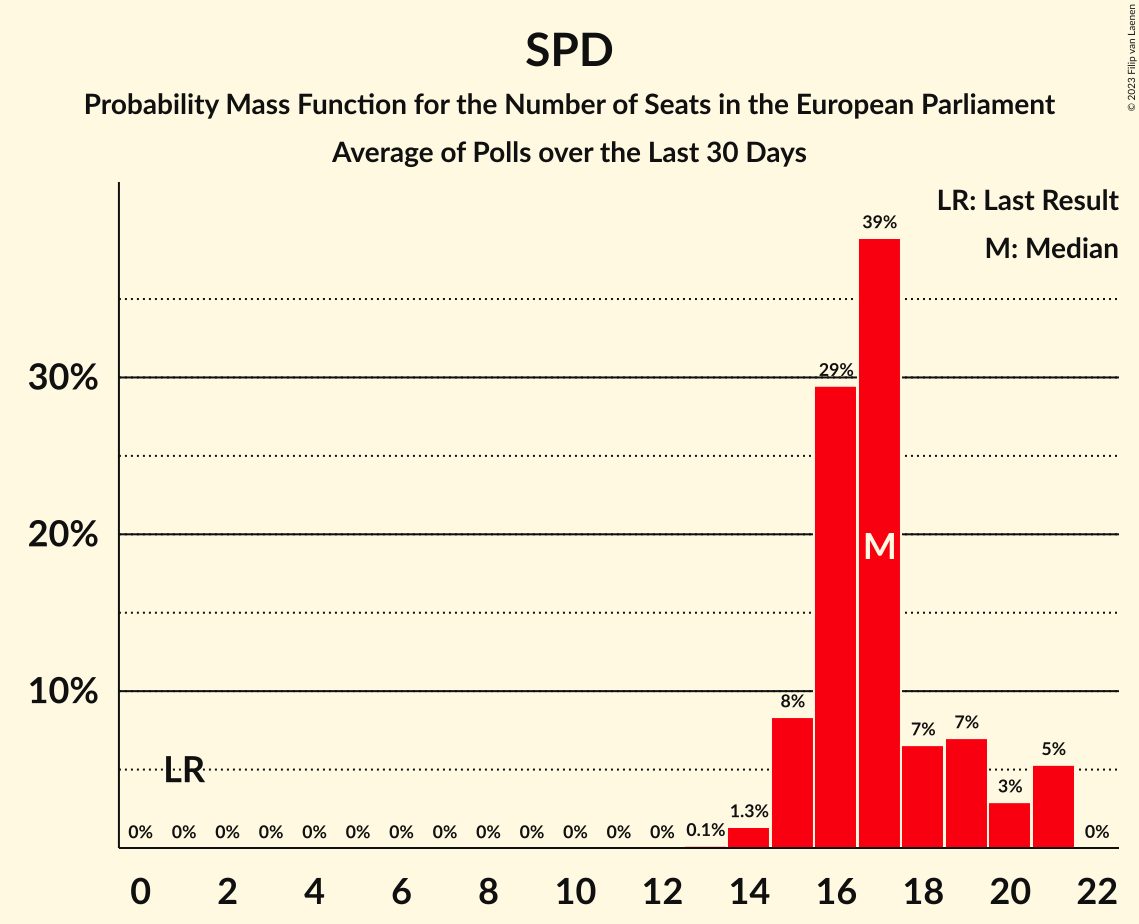 SPD
Probability Mass Function for the Number of Seats in the European Parliament
Average of Polls over the Last 30 Days
© 2023 Filip van Laenen
LR: Last Result
M: Median
39%
30%
29%
20%
M
10%
8%
7%
7%
5%
LR
3%
1.3%
0% 0% 0% 0% 0% 0% 0% 0% 0% 0% 0% 0% 0% 0.1% 0%
0 2 4 6 8 10 12 14 16 18 20 22